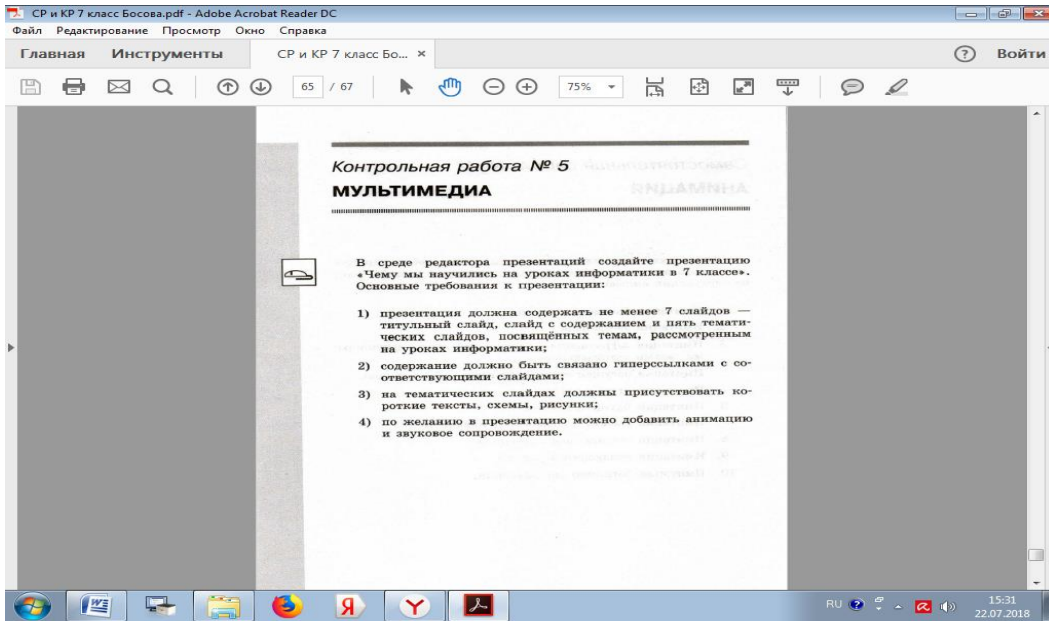 СР и КР 7 класс Босова.pdf - Adobe Acrobat Reader DC
Файл Редактирование Просмотр Окно Справка
Главная Инструменты СР и КР 7 класс Бо... × ? Войти
65 / 67 75%
Контрольная работа № 5
МУЛЬТИМЕДИА
В среде редактора презентаций создайте презентацию
«Чему мы научились на уроках информатики в 7 классе».
Основные требования к презентации:
1) презентация должна содержать не менее 7 слайдов —
титульный слайд, слайд с содержанием и пять темати-
ческих слайдов, посвящённых темам, рассмотренным
на уроках информатики;
2) содержание должно быть связано гиперссылками с со-
ответствующими слайдами;
3) на тематических слайдах должны присутствовать ко-
роткие тексты, схемы, рисунки;
4) по желанию в презентацию можно добавить анимацию
и звуковое сопровождение.
RU 15:31
22.07.2018